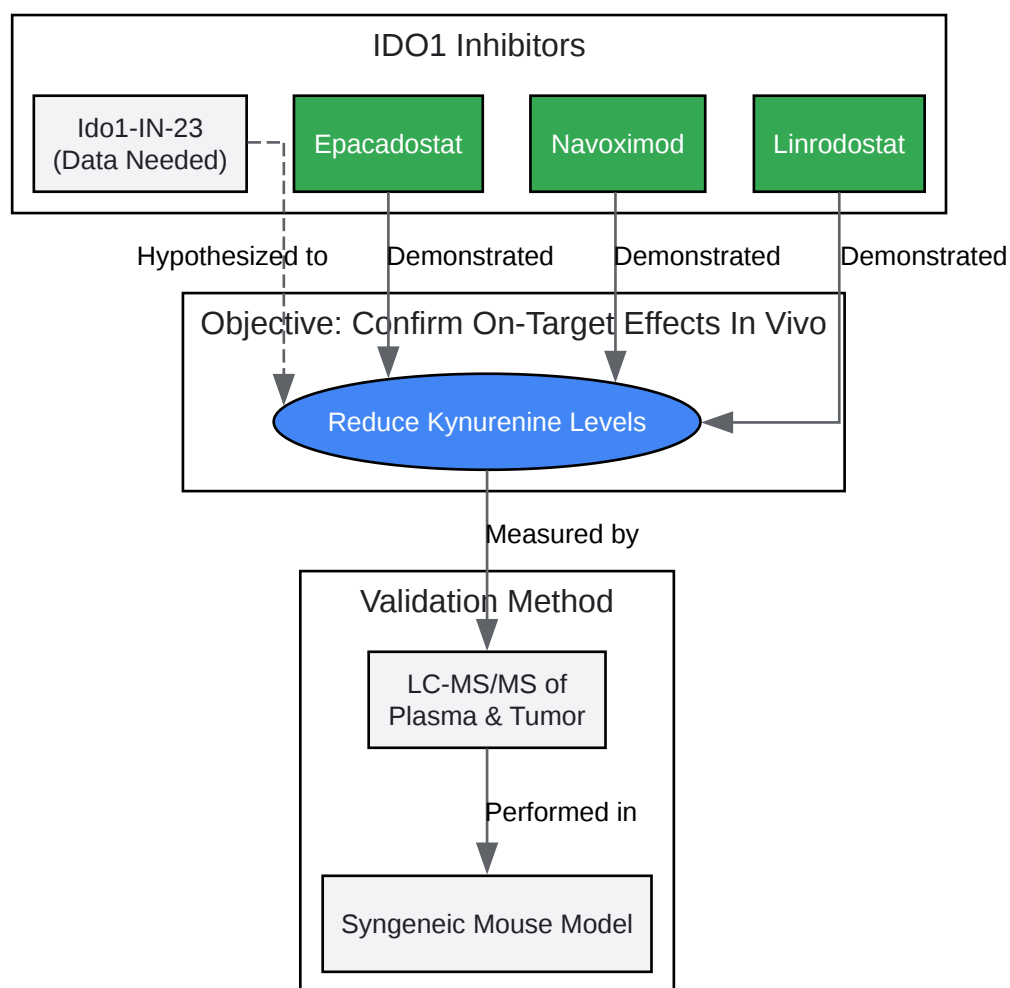 IDO1 Inhibitors
Ido1-IN-23
(Data Needed)
Epacadostat
Navoximod
Linrodostat
Hypothesized to
Demonstrated
Demonstrated
Demonstrated
Objective: Confirm On-Target Effects In Vivo
Reduce Kynurenine Levels
Measured by
Validation Method
LC-MS/MS of
Plasma & Tumor
Performed in
Syngeneic Mouse Model